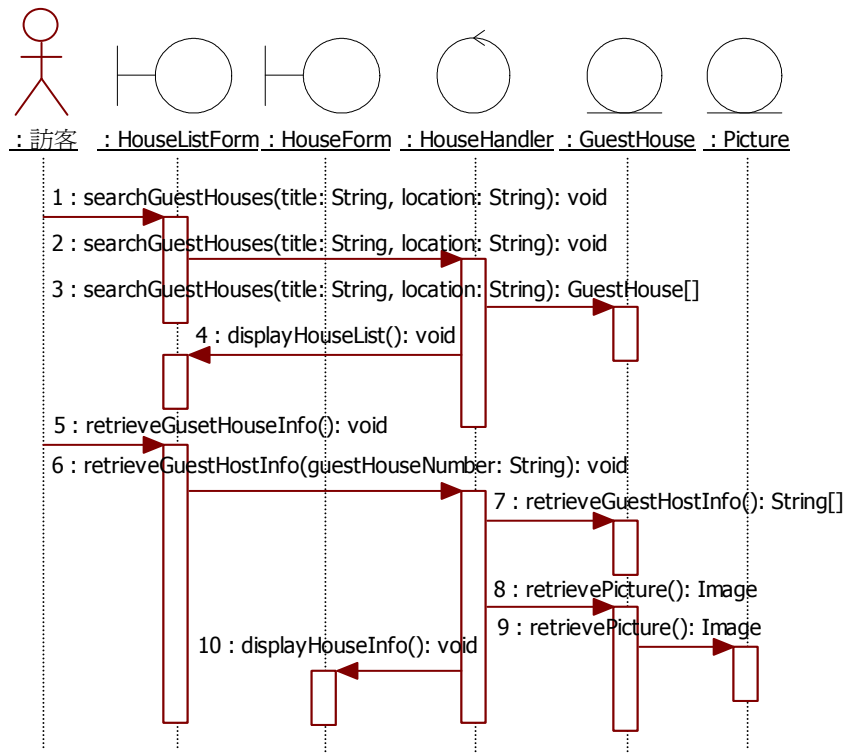 : 訪客 : HouseListForm : HouseForm : HouseHandler : GuestHouse : Picture
1 : searchGuestHouses(title: String, location: String): void
2 : searchGuestHouses(title: String, location: String): void
3 : searchGuestHouses(title: String, location: String): GuestHouse[]
4 : displayHouseList(): void
5 : retrieveGusetHouseInfo(): void
6 : retrieveGuestHostInfo(guestHouseNumber: String): void
7 : retrieveGuestHostInfo(): String[]
8 : retrievePicture(): Image
9 : retrievePicture(): Image
10 : displayHouseInfo(): void